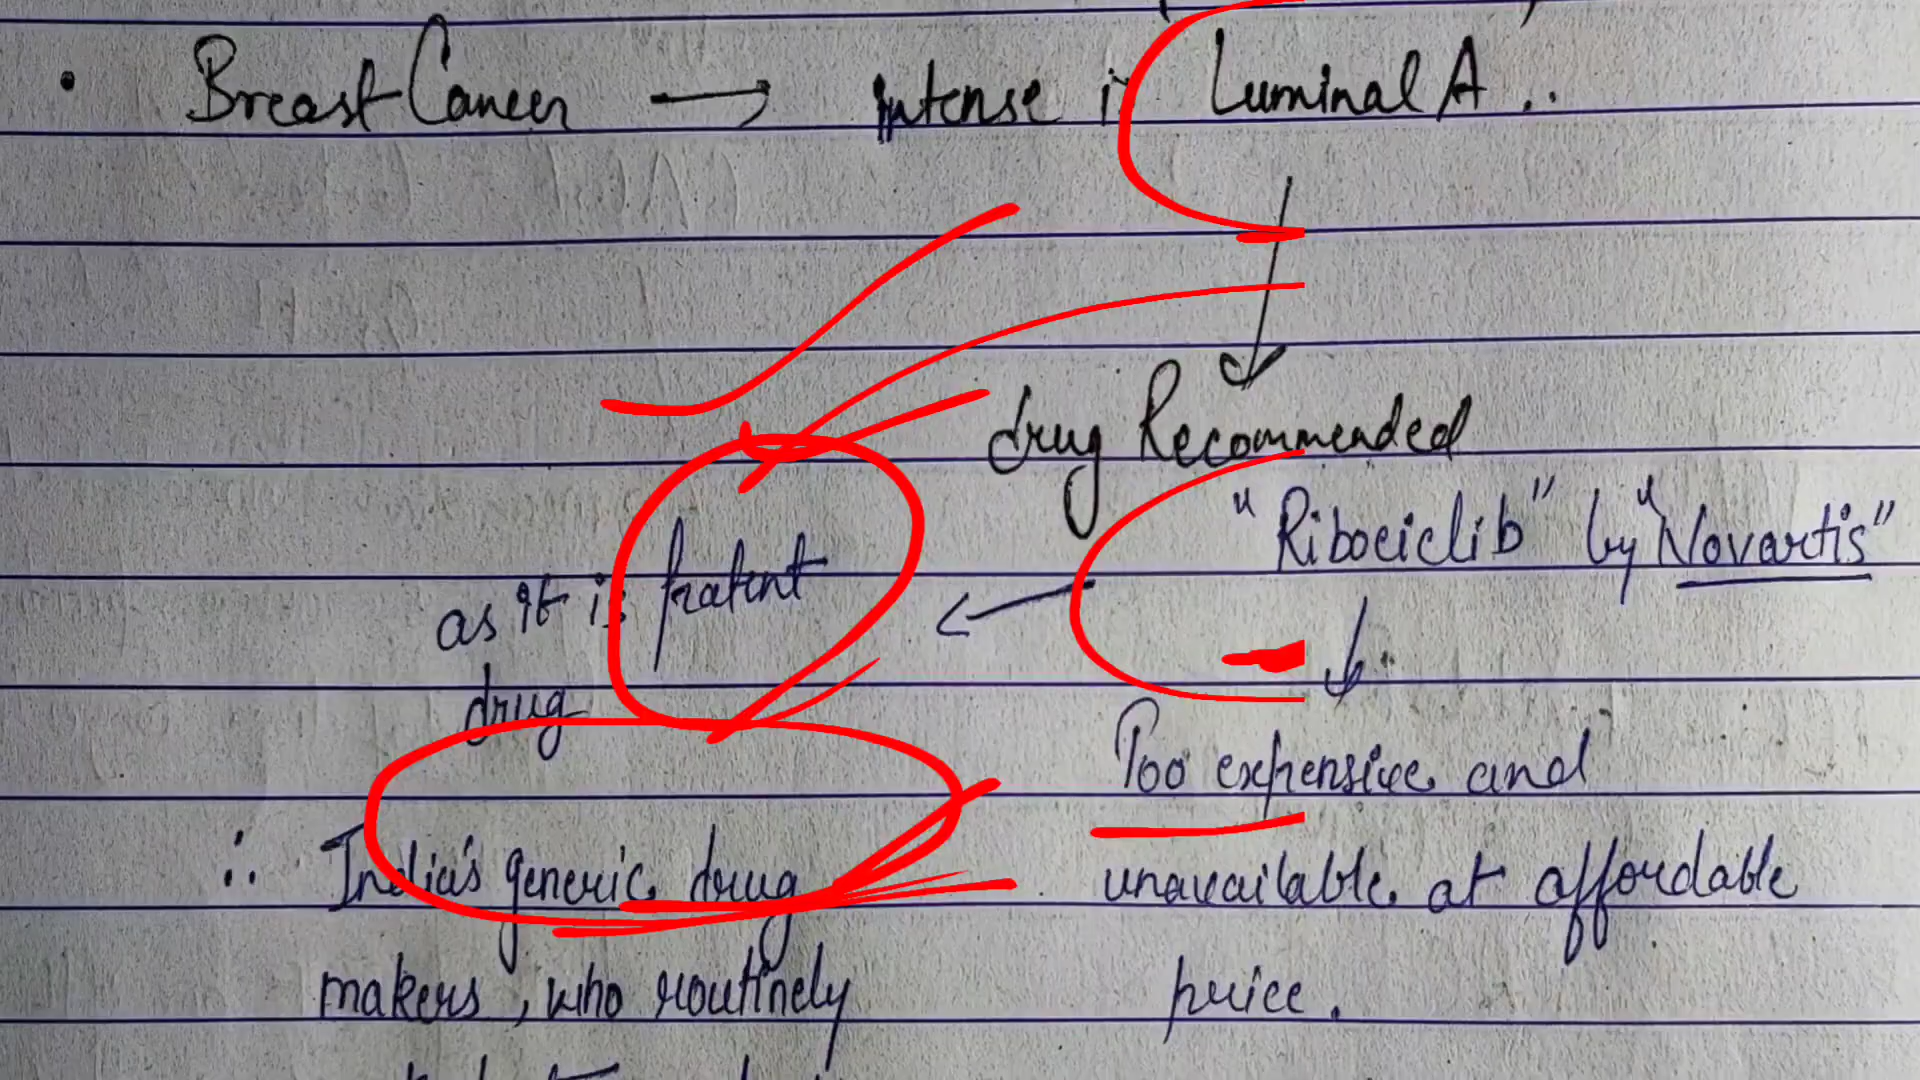 • Breast Cancer → intense i Luminal A ..
drug Recommended
"Ribociclib" by "Novartis"
as it is patent
drug
Too expensive and
unavailable at affordable
price.
∴ India's generic drug
makers, who routinely